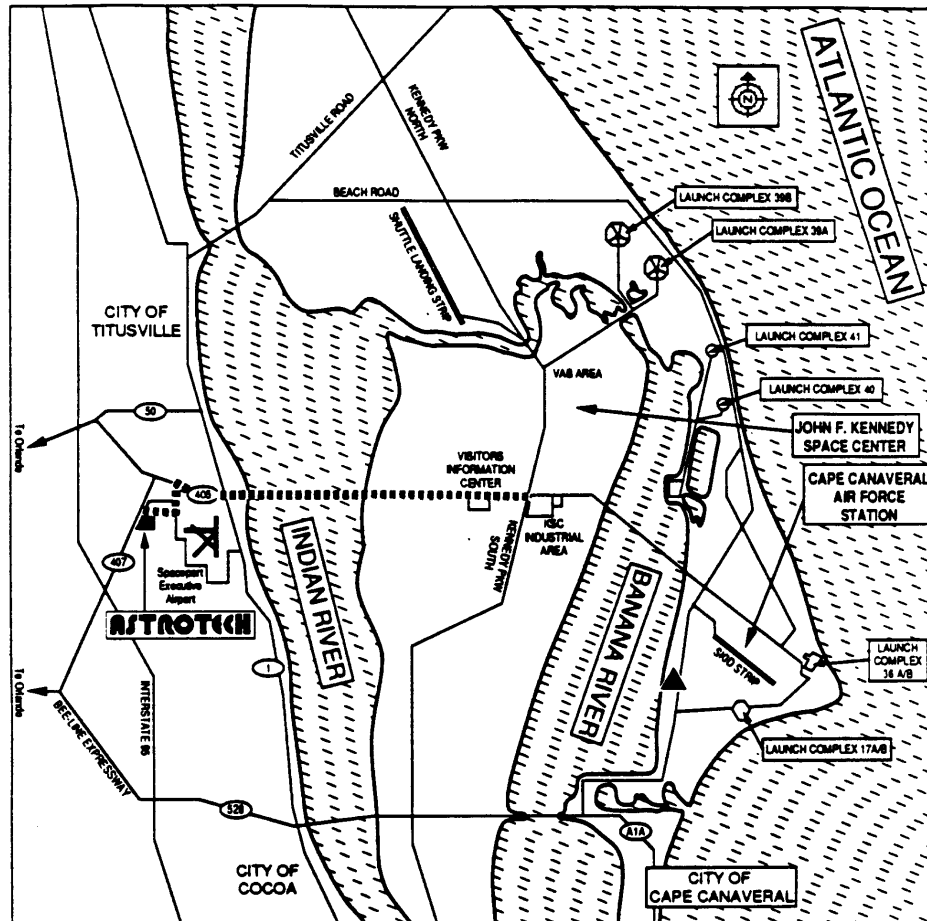 ATLANTIC OCEAN
N
KENNEDY PKW
NORTH
TITUSVILLE ROAD
BEACH ROAD
LAUNCH COMPLEX 39B
LAUNCH COMPLEX 39A
SHUTTLE LANDING STRIP
CITY OF
TITUSVILLE
LAUNCH COMPLEX 41
VAB AREA
LAUNCH COMPLEX 40
50
JOHN F. KENNEDY
SPACE CENTER
To Orlando
VISITORS
INFORMATION
CENTER
CAPE CANAVERAL
AIR FORCE
STATION
405
KSC
INDUSTRIAL
AREA
KENNEDY PKW
SOUTH
INDIAN RIVER
407
Spaceport
Executive
Airport
BANANA RIVER
ASTROTECH
SKID STRIP
LAUNCH
COMPLEX
36 A/B
1
To Orlando
INTERSTATE 95
BEE-LINE EXPRESSWAY
LAUNCH COMPLEX 17A/B
528
A1A
CITY OF
COCOA
CITY OF
CAPE CANAVERAL